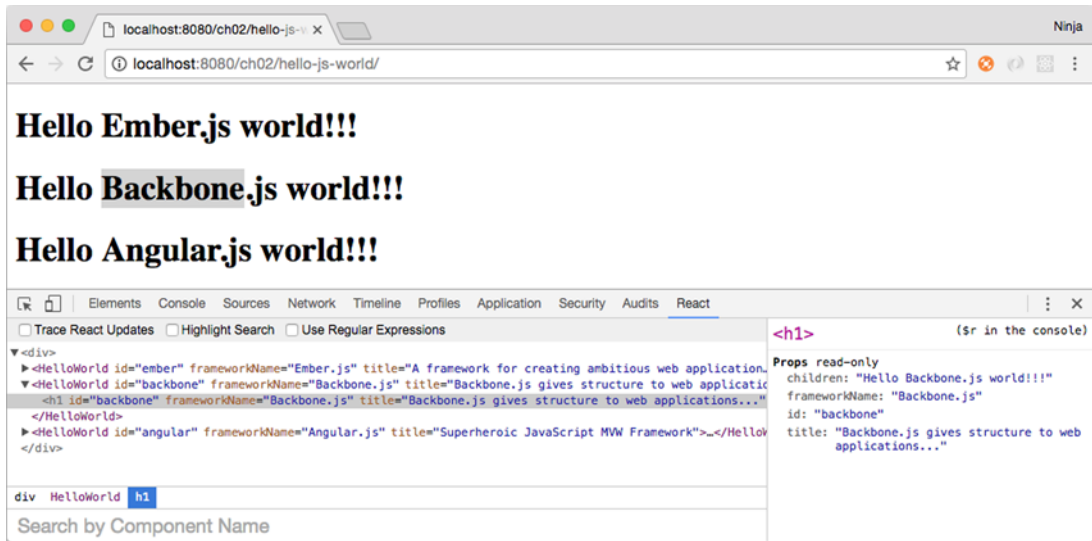 localhost:8080/ch02/hello-js-w
Ninja
localhost:8080/ch02/hello-js-world/
Hello Ember.js world!!!
Hello Backbone.js world!!!
Hello Angular.js world!!!
Elements Console Sources Network Timeline Profiles Application Security Audits React
Trace React Updates Highlight Search Use Regular Expressions
<div>
<HelloWorld id="ember" frameworkName="Ember.js" title="A framework for creating ambitious web application…
<HelloWorld id="backbone" frameworkName="Backbone.js" title="Backbone.js gives structure to web applicatic
<h1 id="backbone" frameworkName="Backbone.js" title="Backbone.js gives structure to web applications..."
</HelloWorld>
<HelloWorld id="angular" frameworkName="Angular.js" title="Superheroic JavaScript MVW Framework">…</HelloW
</div>
div HelloWorld h1
Search by Component Name
<h1> ($r in the console)
Props read-only
children: "Hello Backbone.js world!!!"
frameworkName: "Backbone.js"
id: "backbone"
title: "Backbone.js gives structure to web
applications..."